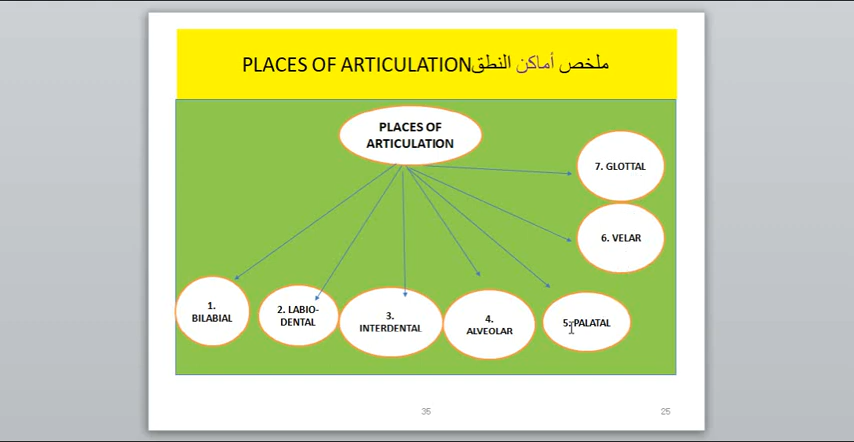 PLACES OF ARTICULATION ملخص أماكن النطق
PLACES OF
ARTICULATION
7. GLOTTAL
6. VELAR
1.
BILABIAL
2. LABIO-
DENTAL
3.
INTERDENTAL
4.
ALVEOLAR
5. PALATAL
35
25